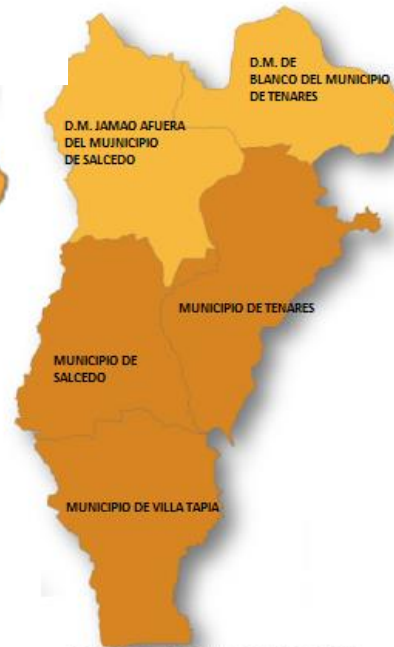 D.M. DE
BLANCO DEL MUNICIPIO
DE TENARES
D.M. JAMAO AFUERA
DEL MUJNICIPIO
DE SALCEDO
MUNICIPIO DE TENARES
MUNICIPIO DE
SALCEDO
MUNICIPIO DE VILLA TAPIA